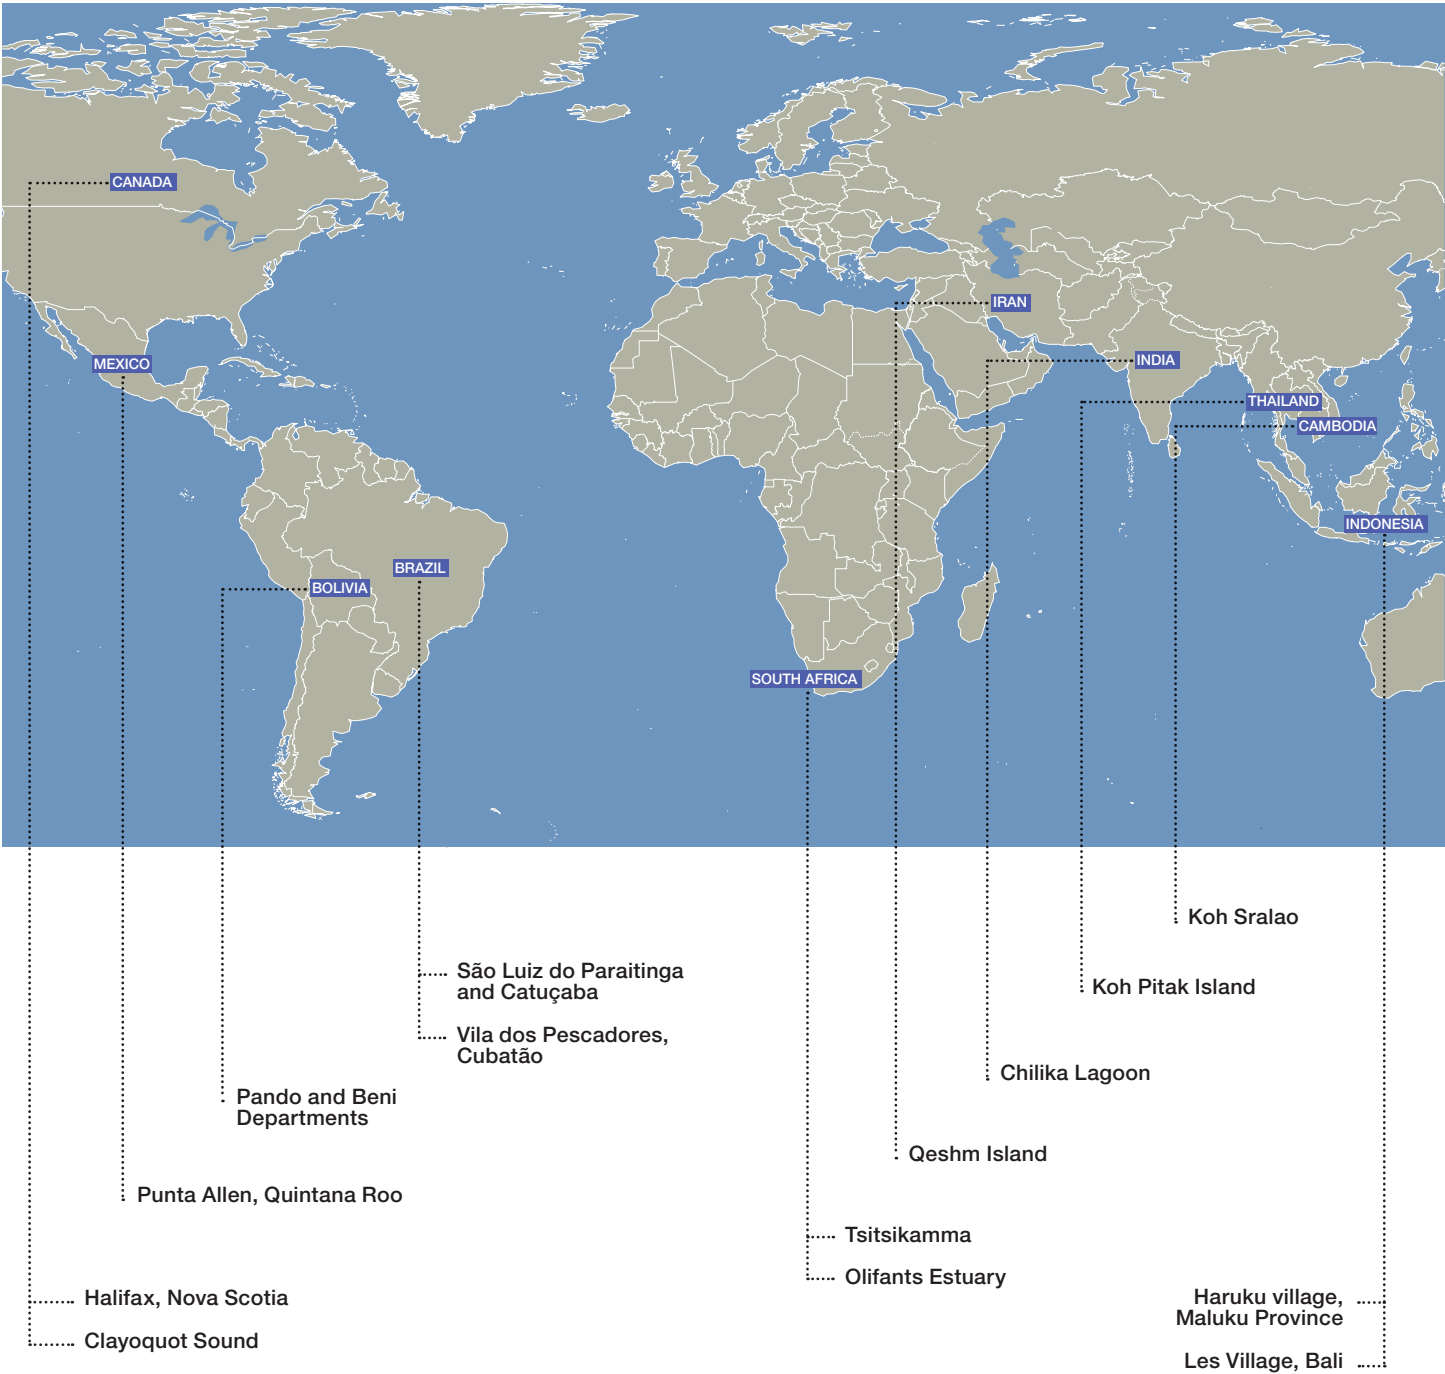 CANADA
IRAN
INDIA
MEXICO
THAILAND
CAMBODIA
INDONESIA
BRAZIL
BOLIVIA
SOUTH AFRICA
Koh Sralao
São Luiz do Paraitinga
and Catuçaba
Koh Pitak Island
Vila dos Pescadores,
Cubatão
Chilika Lagoon
Pando and Beni
Departments
Qeshm Island
Punta Allen, Quintana Roo
Tsitsikamma
Olifants Estuary
Halifax, Nova Scotia
Clayoquot Sound
Haruku village,
Maluku Province
Les Village, Bali